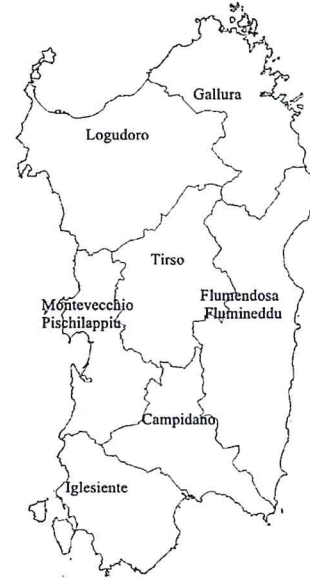 Gallura
Logudoro
Tirso
Montevecchio
Pischilappiu
Flumendosa
Flumineddu
Campidano
Iglesiente